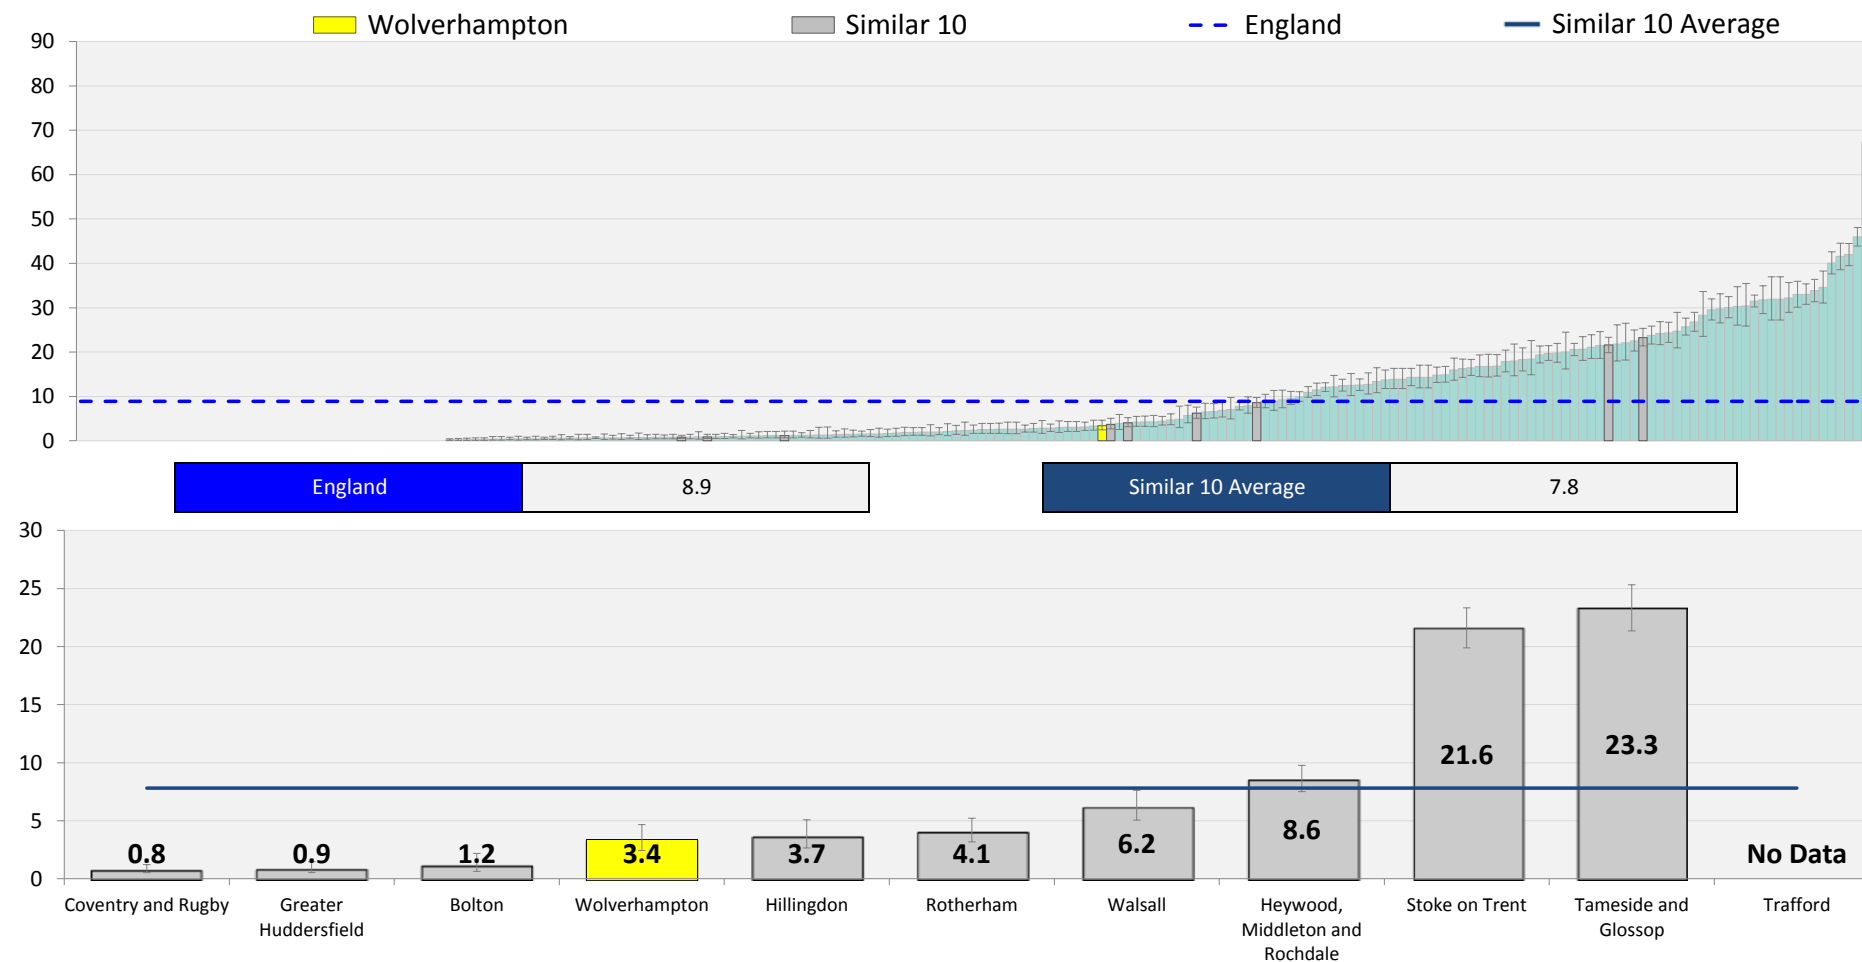 Wolverhampton Similar 10 England Similar 10 Average
90
80
70
60
50
40
30
20
10
0
England 8.9 Similar 10 Average 7.8
30
25
20
15
10
5
0
0.8 0.9 1.2 3.4 3.7 4.1 6.2 8.6 21.6 23.3 No Data
Coventry and Rugby
Greater
Huddersfield
Bolton
Wolverhampton
Hillingdon
Rotherham
Walsall
Heywood,
Middleton and
Rochdale
Stoke on Trent
Tameside and
Glossop
Trafford